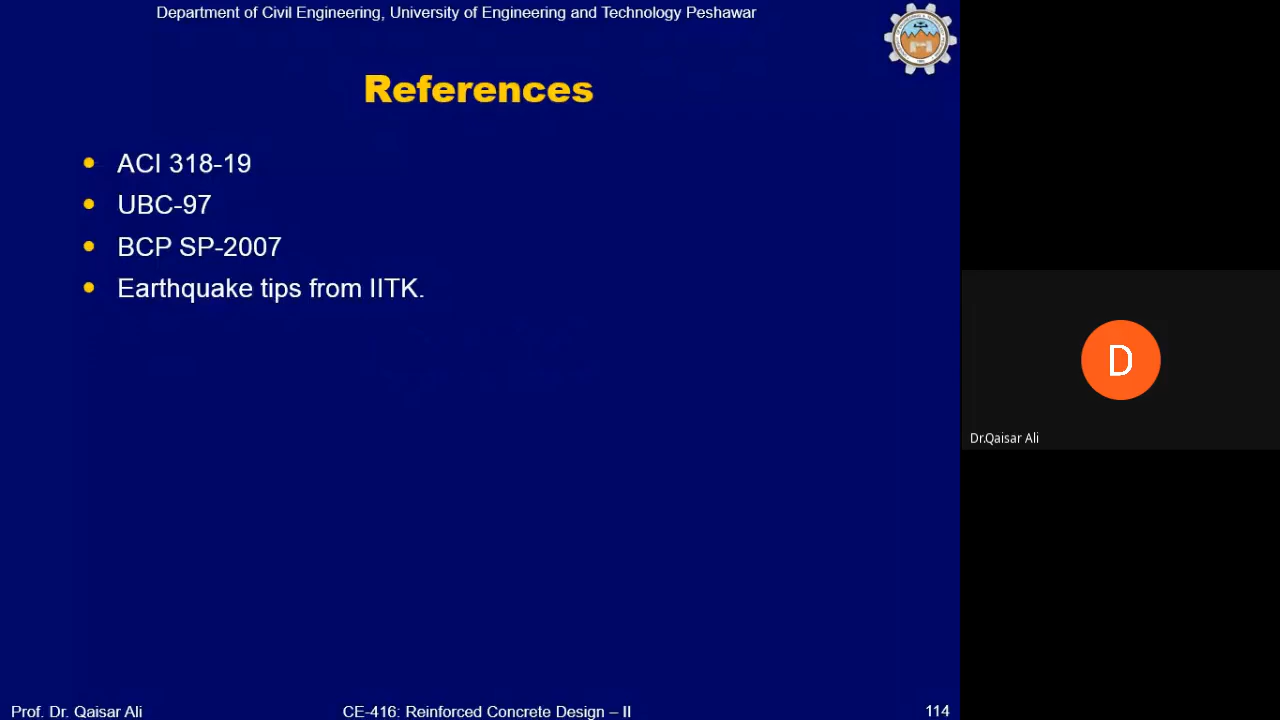 Department of Civil Engineering, University of Engineering and Technology Peshawar
References
• ACI 318-19
• UBC-97
• BCP SP-2007
• Earthquake tips from IITK.
D
Dr.Qaisar Ali
Prof. Dr. Qaisar Ali
CE-416: Reinforced Concrete Design – II
114